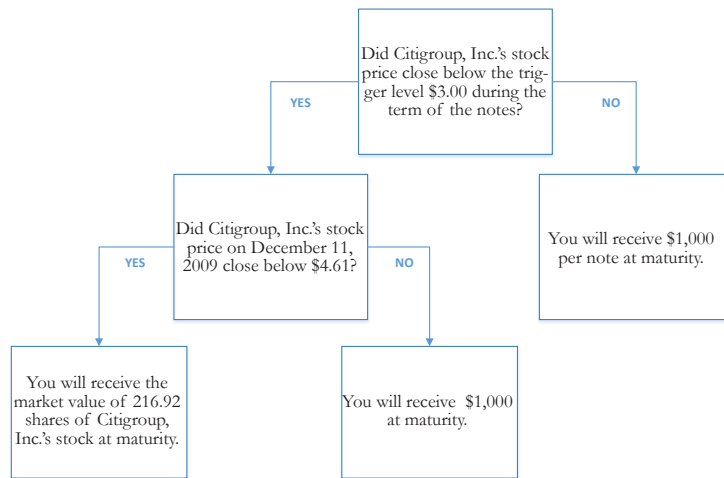 Did Citigroup, Inc.'s stock
price close below the trig-
ger level $3.00 during the
term of the notes?
YES
NO
Did Citigroup, Inc.'s stock
price on December 11,
2009 close below $4.61?
You will receive $1,000
per note at maturity.
YES
NO
You will receive the
market value of 216.92
shares of Citigroup,
Inc.'s stock at maturity.
You will receive $1,000
at maturity.